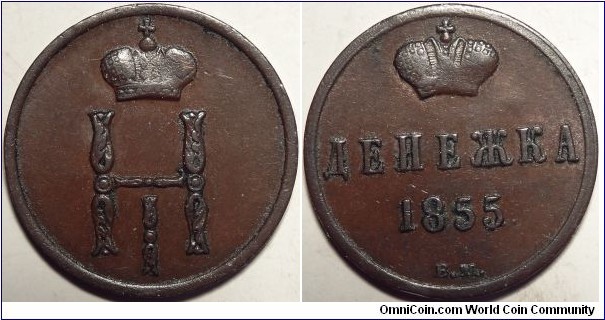 Н
I
ДЕНЕЖКА
1855
Е.М.
© OmniCoin.com World Coin Community